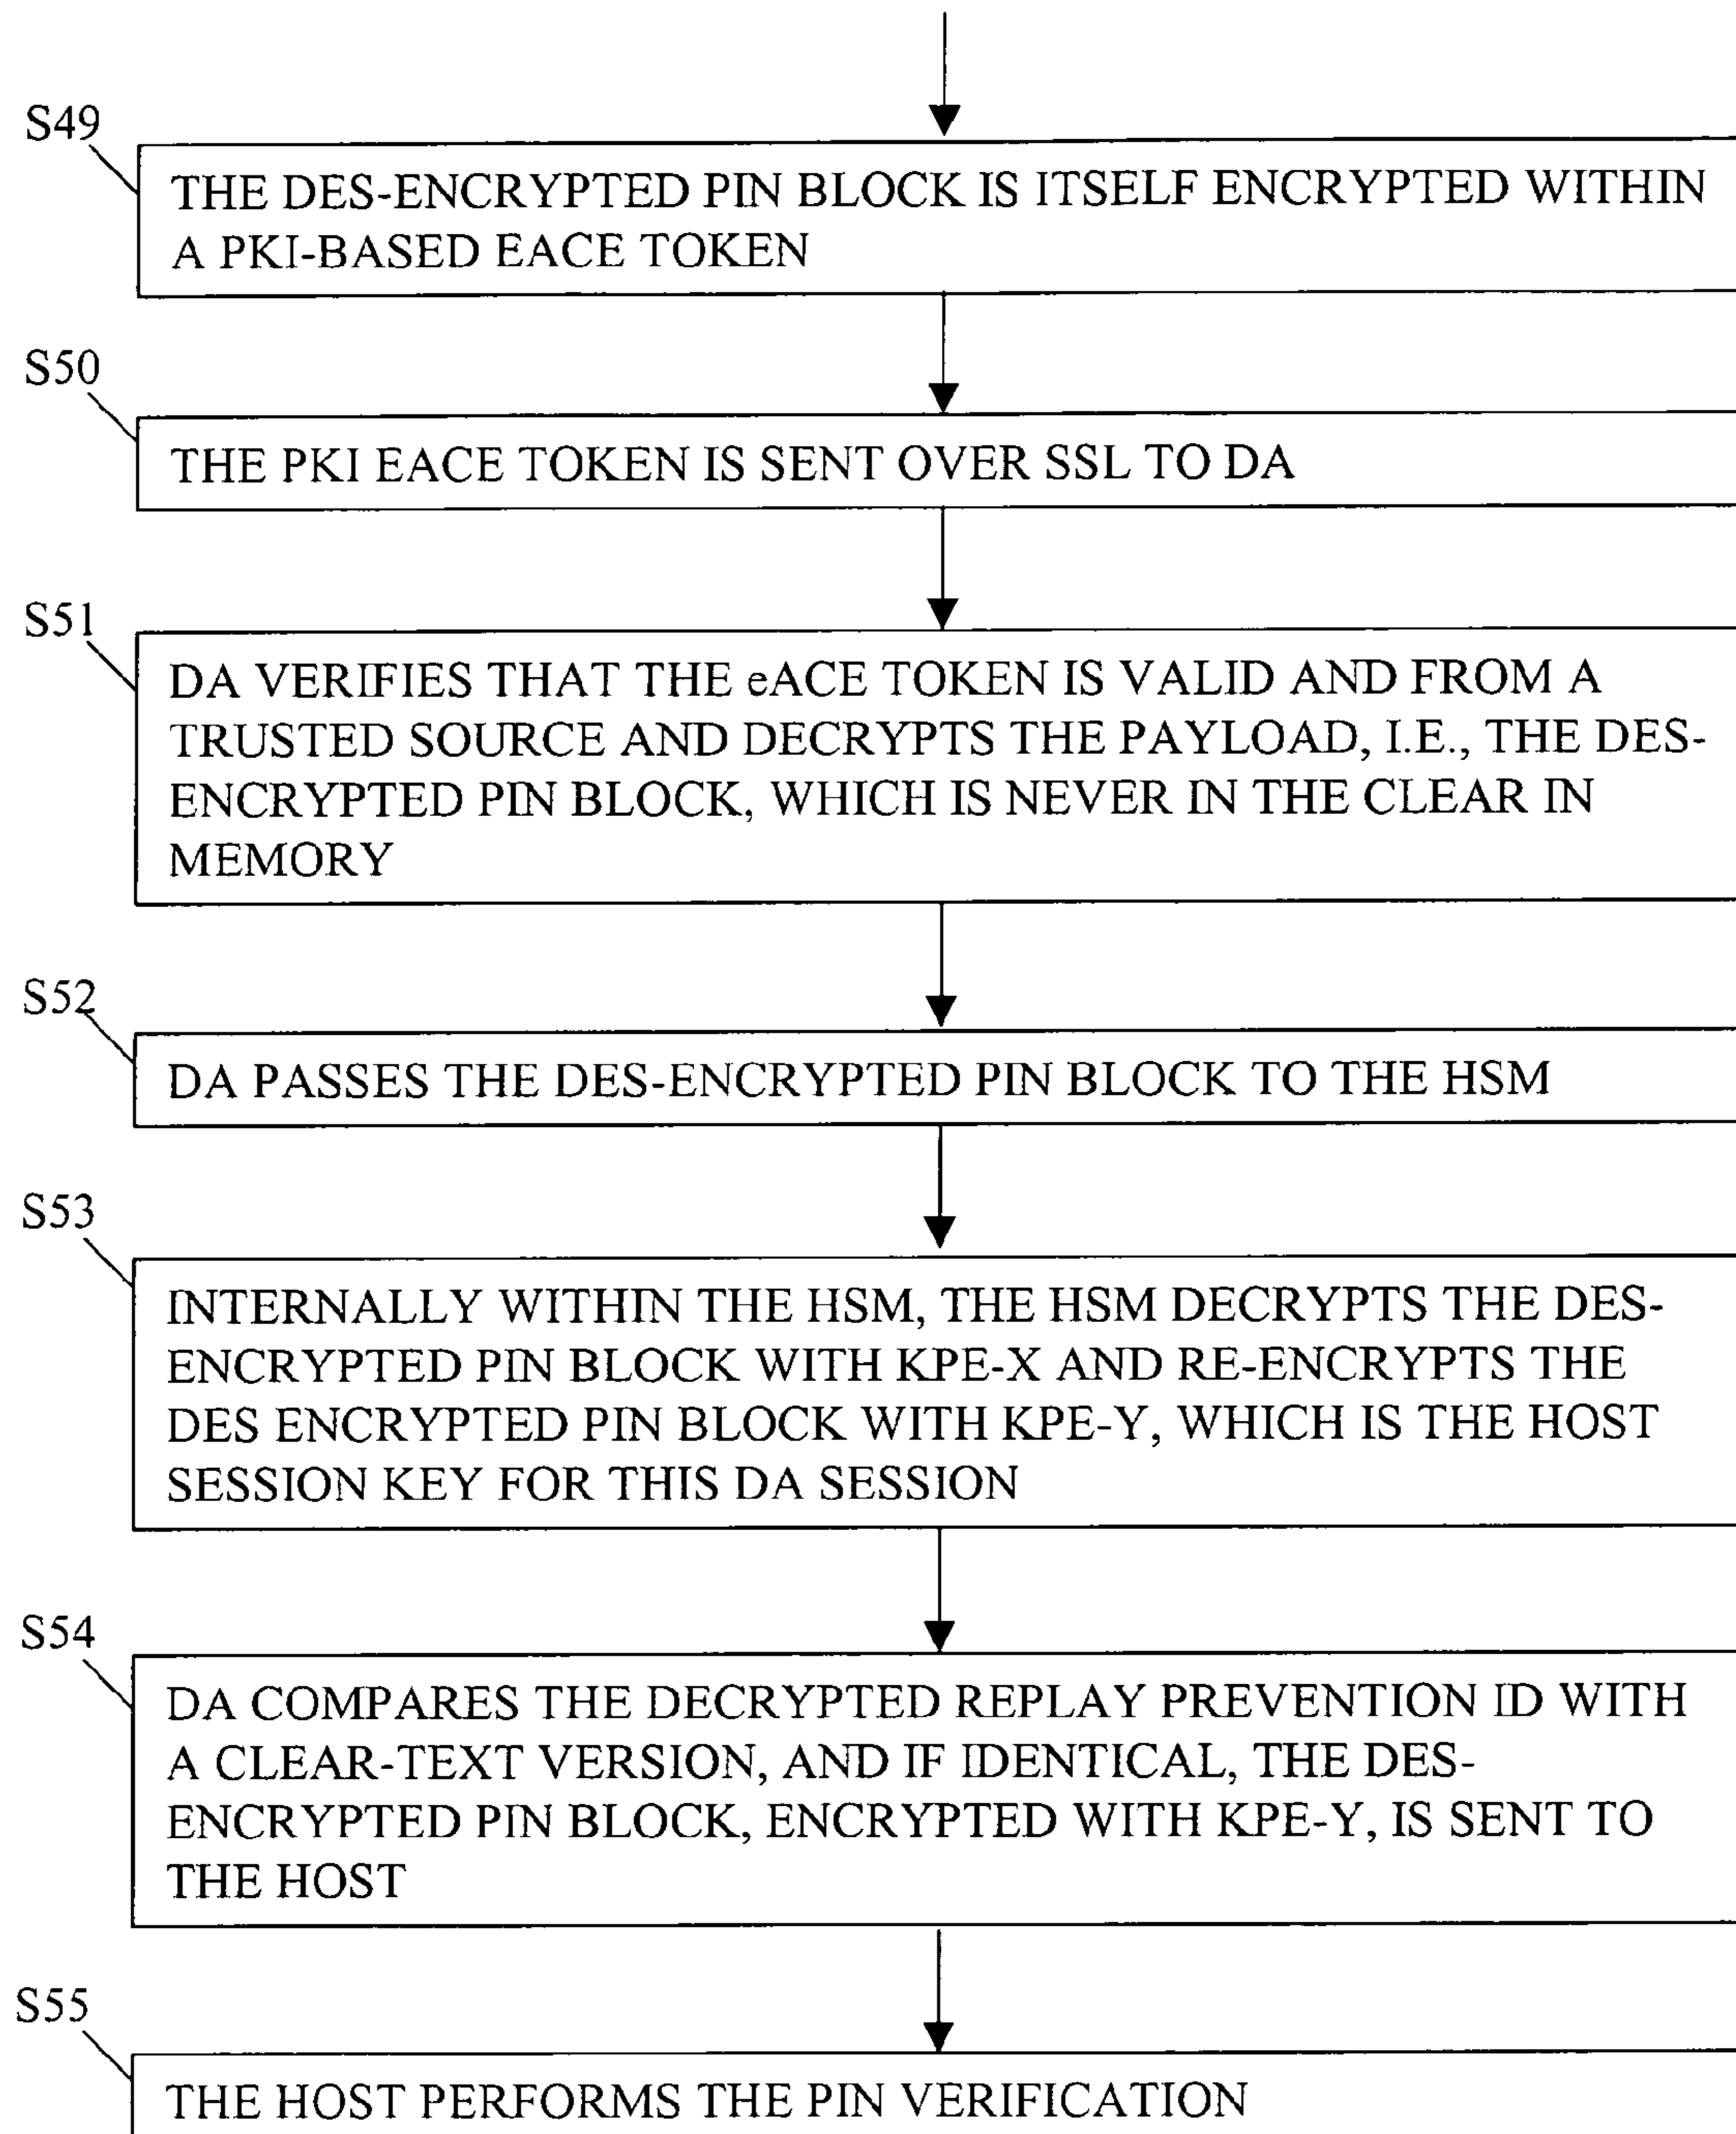 S49
THE DES-ENCRYPTED PIN BLOCK IS ITSELF ENCRYPTED WITHIN
A PKI-BASED EACE TOKEN
S50
THE PKI EACE TOKEN IS SENT OVER SSL TO DA
S51
DA VERIFIES THAT THE eACE TOKEN IS VALID AND FROM A
TRUSTED SOURCE AND DECRYPTS THE PAYLOAD, I.E., THE DES-
ENCRYPTED PIN BLOCK, WHICH IS NEVER IN THE CLEAR IN
MEMORY
S52
DA PASSES THE DES-ENCRYPTED PIN BLOCK TO THE HSM
S53
INTERNALLY WITHIN THE HSM, THE HSM DECRYPTS THE DES-
ENCRYPTED PIN BLOCK WITH KPE-X AND RE-ENCRYPTS THE
DES ENCRYPTED PIN BLOCK WITH KPE-Y, WHICH IS THE HOST
SESSION KEY FOR THIS DA SESSION
S54
DA COMPARES THE DECRYPTED REPLAY PREVENTION ID WITH
A CLEAR-TEXT VERSION, AND IF IDENTICAL, THE DES-
ENCRYPTED PIN BLOCK, ENCRYPTED WITH KPE-Y, IS SENT TO
THE HOST
S55
THE HOST PERFORMS THE PIN VERIFICATION